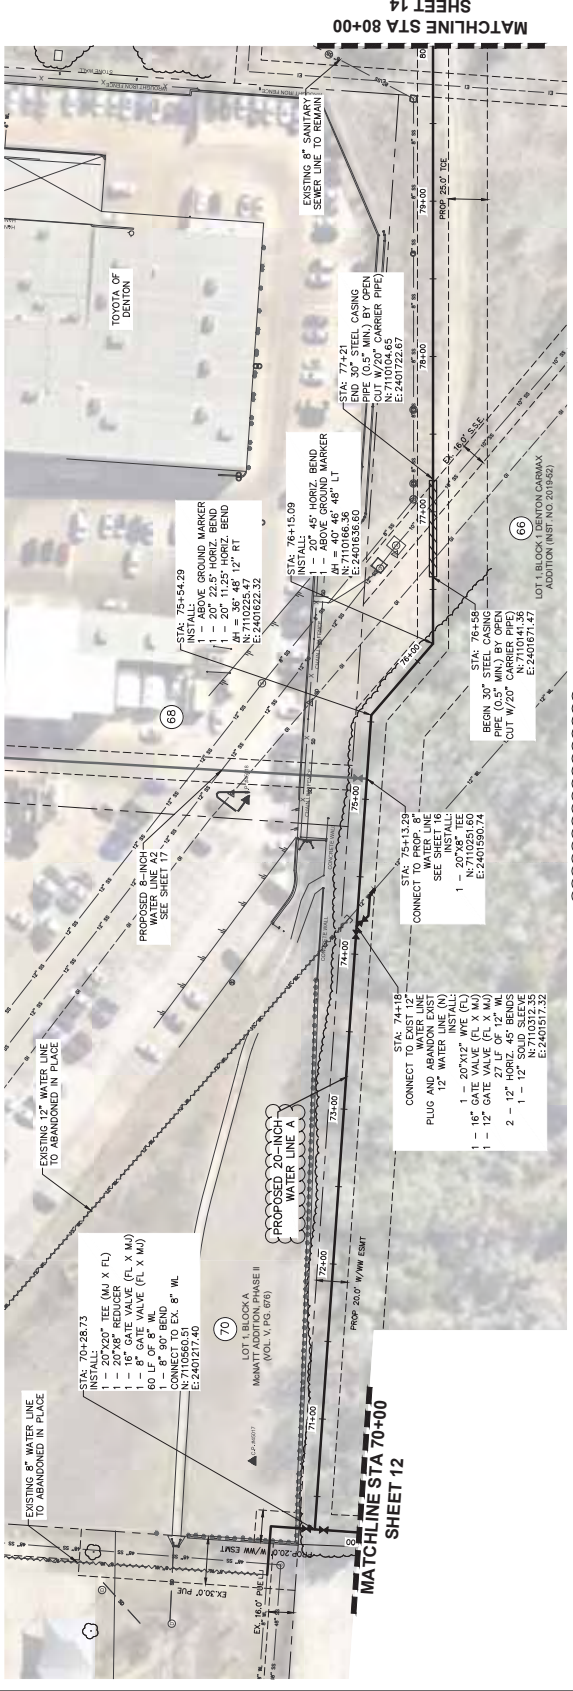 MATCHLINE STA 80+00
SHEET 14
STONE WALL
WROUGHT IRON FENCE
EXISTING 8" SANITARY
SEWER LINE TO REMAIN
TOYOTA OF
DENTON
79+00
PROP 25.0' TCE
STA: 77+21
END 30" STEEL CASING
PIPE (0.5" MIN.) BY OPEN
CUT W/20" CARRIER PIPE)
N:7110104.65
E:2401722.67
78+00
EX. 16.0' S.S.E.
77+00
66
LOT 1, BLOCK 1 DENTON CARMAX
ADDITION (INST. NO. 2019-52)
STA: 76+15.09
INSTALL:
1 - 20" 45° HORIZ. BEND
1 - ABOVE GROUND MARKER
ΔH = 40° 46' 48" LT
N:7110166.36
E:2401636.60
STA: 75+54.29
INSTALL:
1 - ABOVE GROUND MARKER
1 - 20" 22.5° HORIZ. BEND
1 - 20" 11.25° HORIZ. BEND
ΔH = 36° 48' 12" RT
N:7110225.47
E:2401622.32
STA: 76+58
BEGIN 30" STEEL CASING
PIPE (0.5" MIN.) BY OPEN
CUT W/20" CARRIER PIPE)
N:7110141.36
E:2401671.47
76+00
68
75+00
PROPOSED 8-INCH
WATER LINE A2
SEE SHEET 17
STA: 75+13.29
CONNECT TO PROP. 8"
WATER LINE
SEE SHEET 16
INSTALL:
1 - 20"X8" TEE
N:7110251.60
E:2401590.74
CONCRETE WALL
74+00
STA: 74+18
CONNECT TO EXIST 12"
WATER LINE
PLUG AND ABANDON EXIST
12" WATER LINE (N)
INSTALL:
1 - 20"X12" WYE (FL)
1 - 16" GATE VALVE (FL X MJ)
1 - 12" GATE VALVE (FL X MJ)
27 LF OF 12" WL
2 - 12" HORIZ. 45° BENDS
1 - 12" SOLID SLEEVE
N:7110312.35
E:2401517.32
EXISTING 12" WATER LINE
TO ABANDONED IN PLACE
73+00
PROPOSED 20-INCH
WATER LINE A
72+00
PROP 20.0' W/WW ESMT
STA: 70+28.73
INSTALL:
1 - 20"X20" TEE (MJ X FL)
1 - 20"X8" REDUCER
1 - 16" GATE VALVE (FL X MJ)
1 - 8" GATE VALVE (FL X MJ)
60 LF OF 8" WL
1 - 8" 90° BEND
CONNECT TO EX. 8" WL
N:7110560.51
E:2401217.40
70
LOT 1, BLOCK A
McNATT ADDITION, PHASE II
(VOL. V, PG. 676)
71+00
EXISTING 8" WATER LINE
TO ABANDONED IN PLACE
EX.30.0' PUE
PROP 20.0' W/WW ESMT
EX. 16.0' PUE
MATCHLINE STA 70+00
SHEET 12